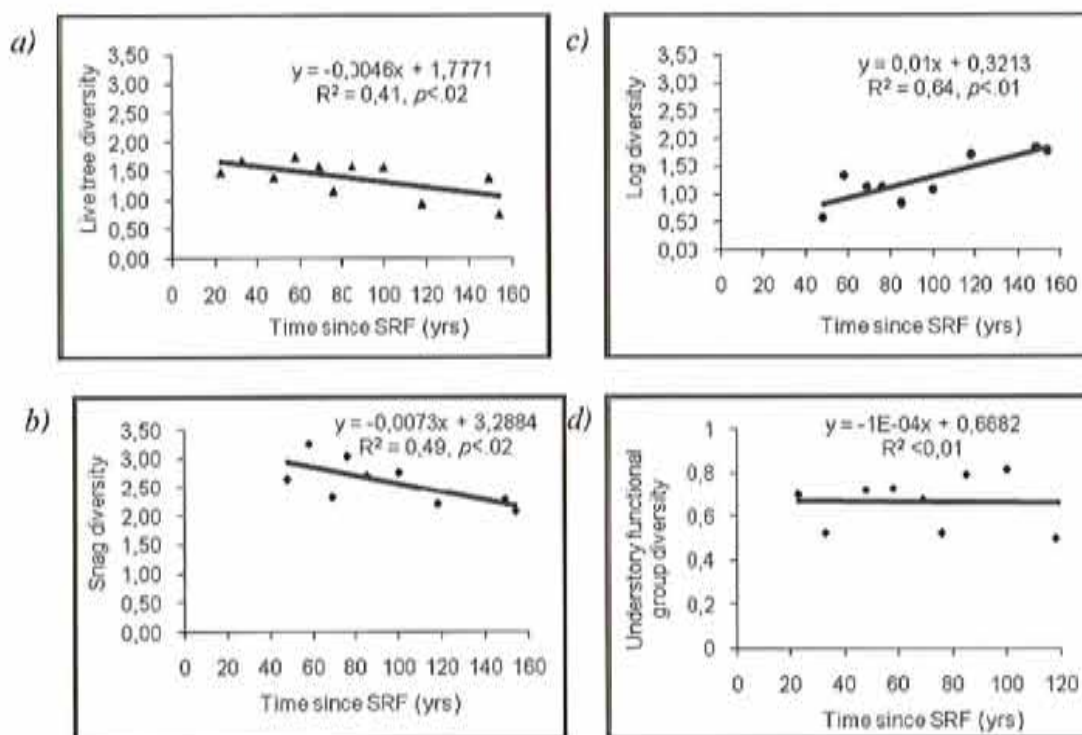 a)
Live tree diversity
3,50
3,00
2,50
2,00
1,50
1,00
0,50
0,00
y = -0,0046x + 1,7771
R² = 0,41, p<.02
0 20 40 60 80 100 120 140 160
Time since SRF (yrs)
c)
Log diversity
3,50
3,00
2,50
2,00
1,50
1,00
0,50
0,00
y = 0,01x + 0,3213
R² = 0,64, p<.01
0 20 40 60 80 100 120 140 160
Time since SRF (yrs)
b)
Snag diversity
3,50
3,00
2,50
2,00
1,50
1,00
0,50
0,00
y = -0,0073x + 3,2884
R² = 0,49, p<.02
0 20 40 60 80 100 120 140 160
Time since SRF (yrs)
d)
Understory functional
group diversity
1
0,8
0,6
0,4
0,2
0
y = -1E-04x + 0,6682
R² <0,01
0 20 40 60 80 100 120
Time since SRF (yrs)